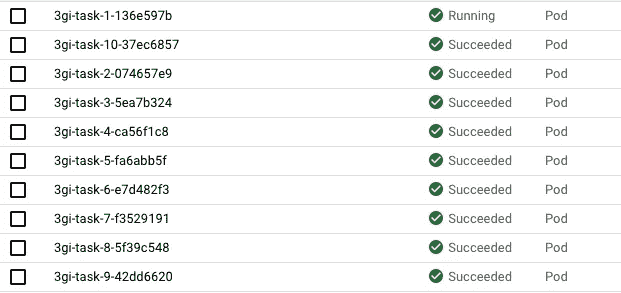 3gi-task-1-136e597b Running Pod
3gi-task-10-37ec6857 Succeeded Pod
3gi-task-2-074657e9 Succeeded Pod
3gi-task-3-5ea7b324 Succeeded Pod
3gi-task-4-ca56f1c8 Succeeded Pod
3gi-task-5-fa6abb5f Succeeded Pod
3gi-task-6-e7d482f3 Succeeded Pod
3gi-task-7-f3529191 Succeeded Pod
3gi-task-8-5f39c548 Succeeded Pod
3gi-task-9-42dd6620 Succeeded Pod